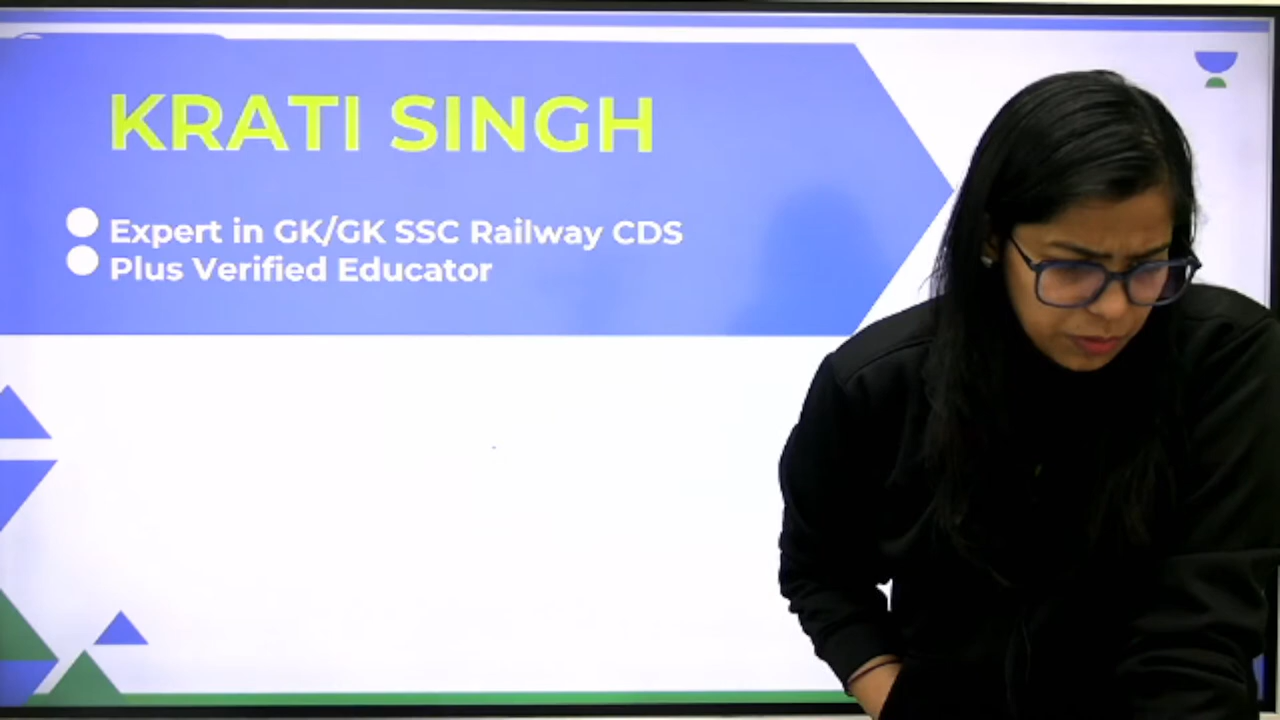 KRATI SINGH
Expert in GK/GK SSC Railway CDS
Plus Verified Educator